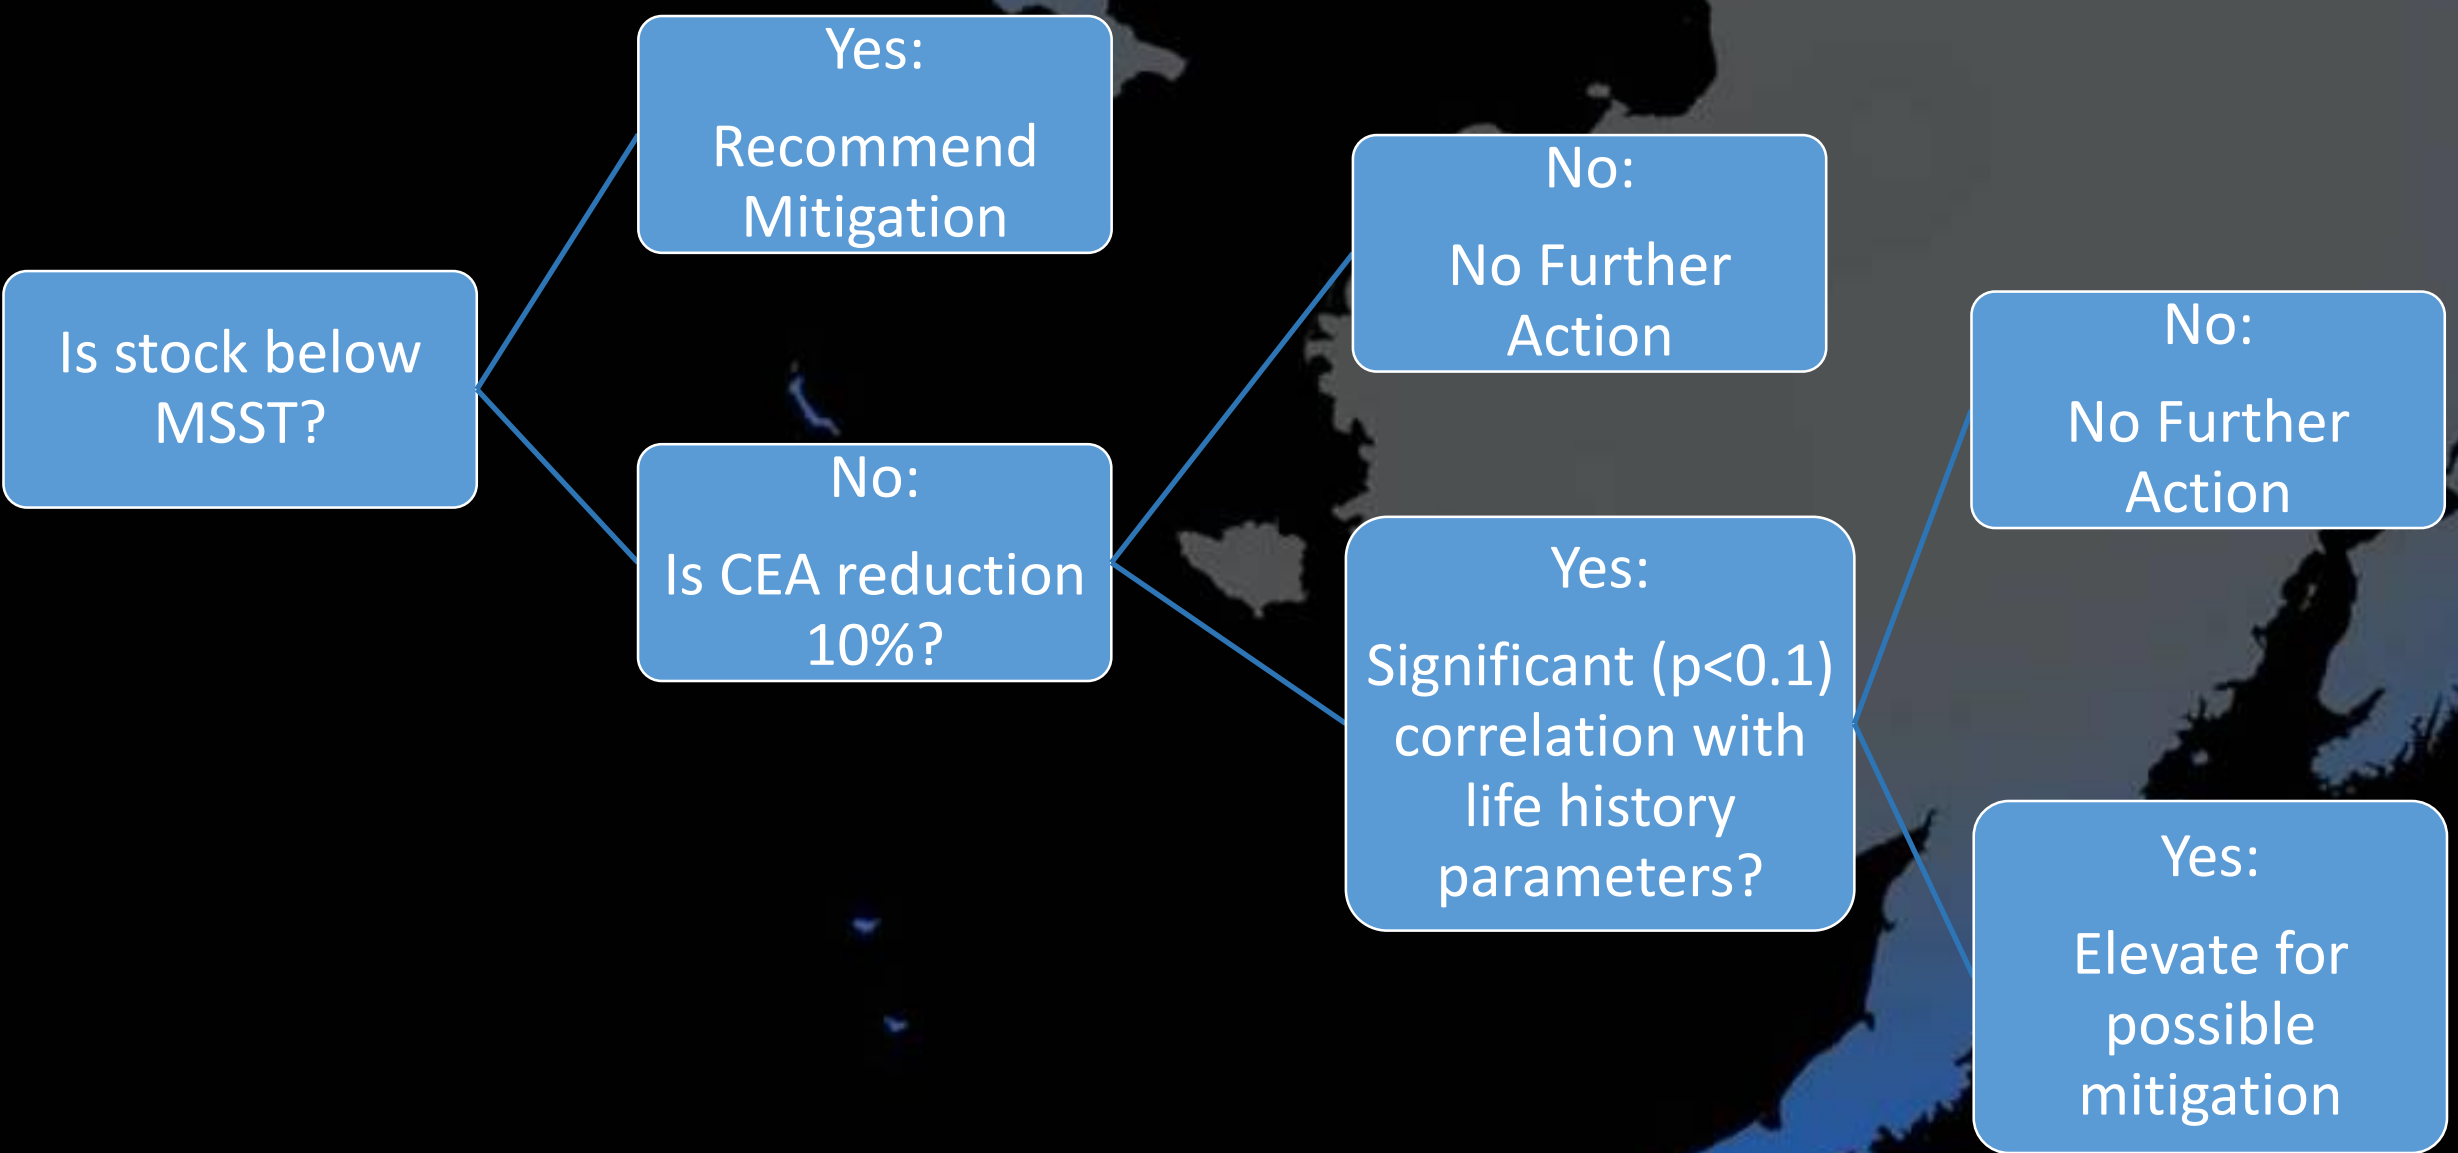 Is stock below
MSST?
Yes:
Recommend
Mitigation
No:
Is CEA reduction
10%?
No:
No Further
Action
Yes:
Significant (p<0.1)
correlation with
life history
parameters?
No:
No Further
Action
Yes:
Elevate for
possible
mitigation